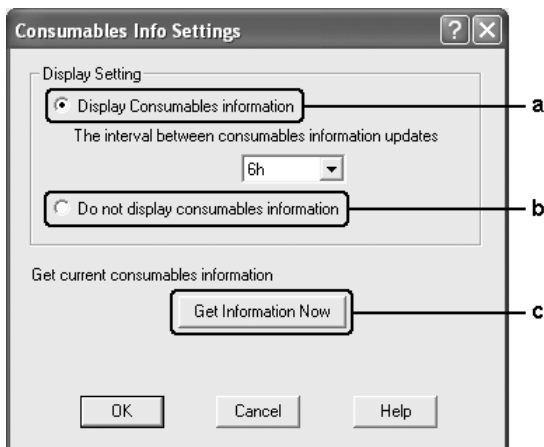 Consumables Info Settings
Display Setting
Display Consumables information
a
The interval between consumables information updates
6h
Do not display consumables information
b
Get current consumables information
Get Information Now
c
OK
Cancel
Help